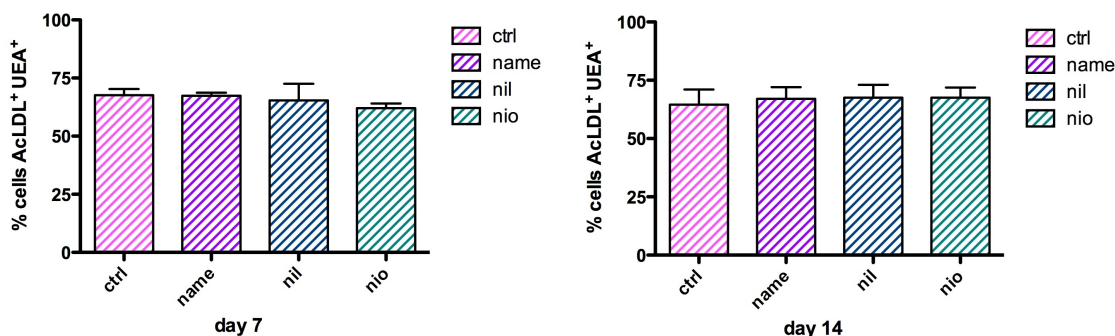 % cells AcLDL⁺ UEA⁺
100
75
50
25
0
ctrl
name
nil
nio
day 7
ctrl
name
nil
nio
% cells AcLDL⁺ UEA⁺
100
75
50
25
0
ctrl
name
nil
nio
day 14
ctrl
name
nil
nio